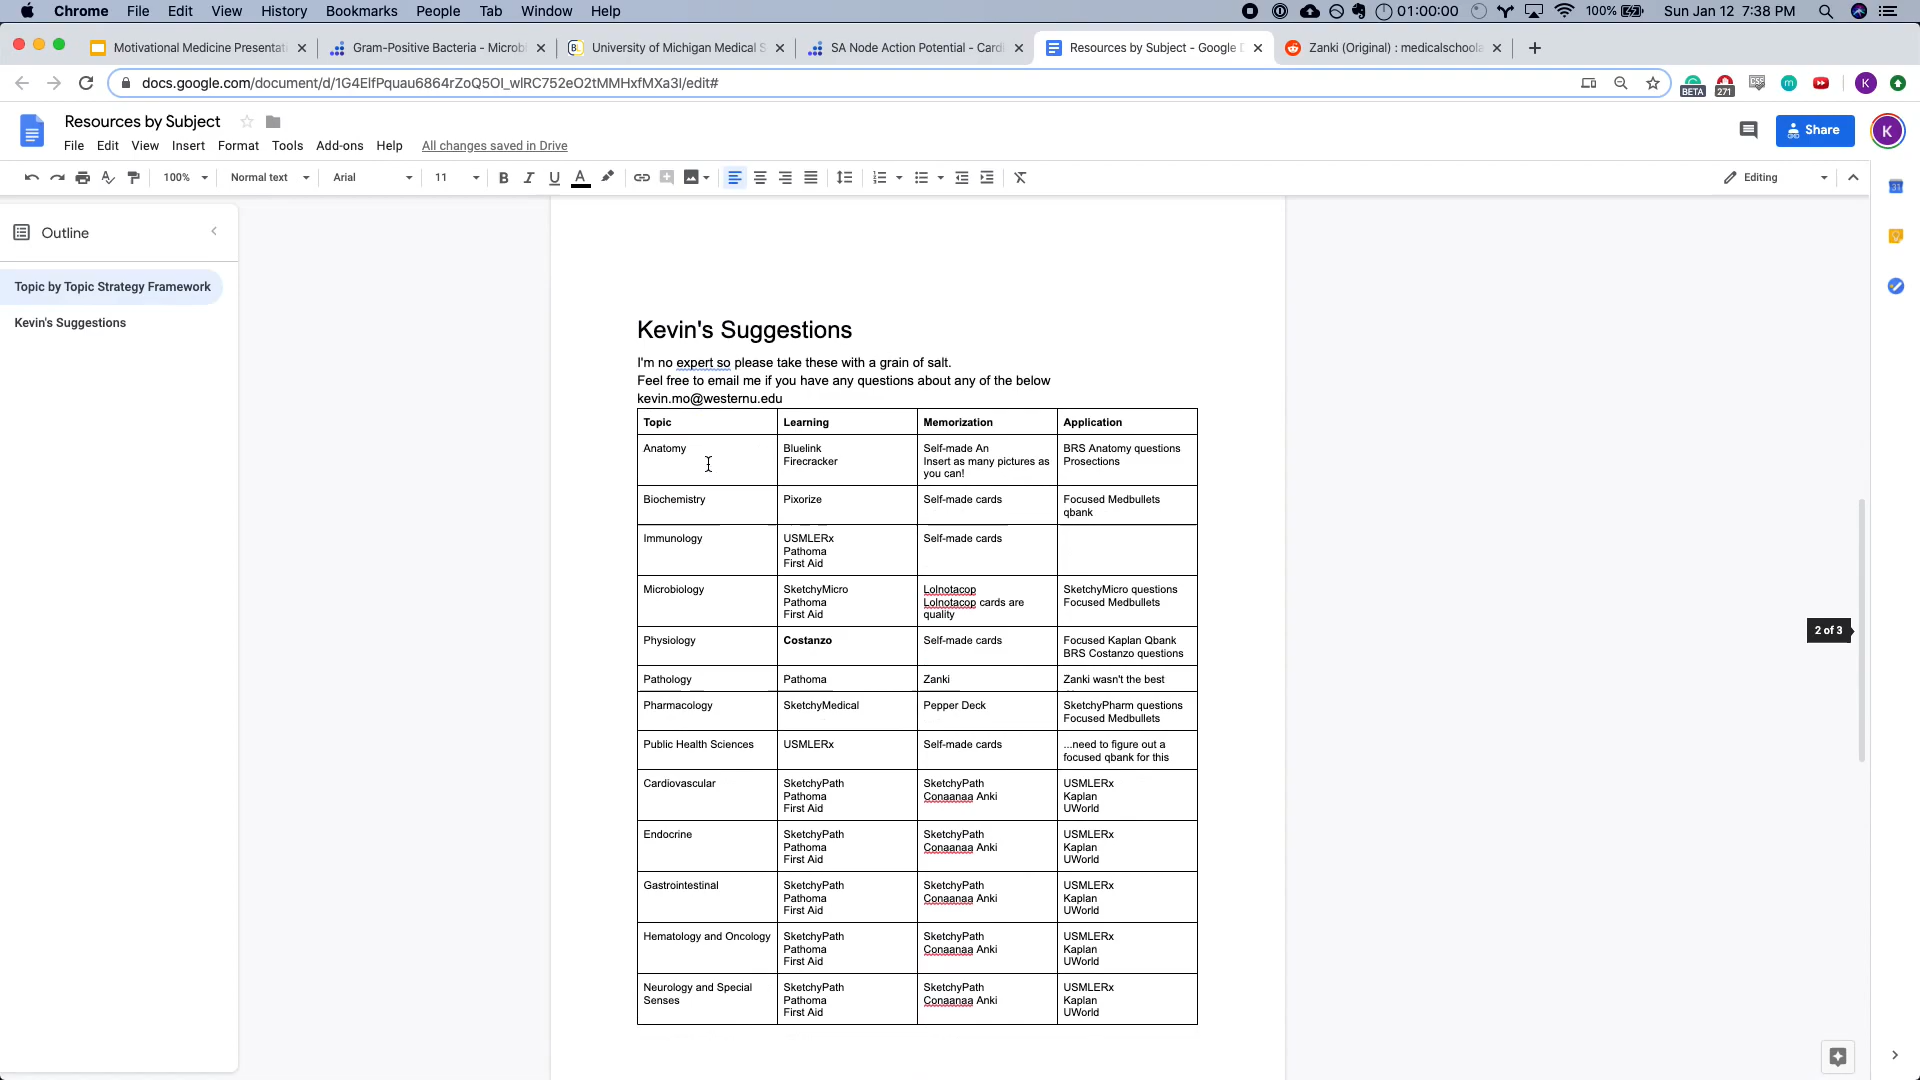 Chrome File Edit View History Bookmarks People Tab Window Help 01:00:00 100% Sun Jan 12 7:38 PM
Motivational Medicine Presentati Gram-Positive Bacteria - Microbi University of Michigan Medical S SA Node Action Potential - Cardi Resources by Subject - Google D Zanki (Original) : medicalschoola
docs.google.com/document/d/1G4ElfPquau6864rZoQ5OI_wlRC752eO2tMMHxfMXa3I/edit# BETA 271 K
Resources by Subject
Share K
File Edit View Insert Format Tools Add-ons Help All changes saved in Drive
100% Normal text Arial 11 B I U A Editing
31
Outline
Topic by Topic Strategy Framework
Kevin's Suggestions
Kevin's Suggestions
I'm no expert so please take these with a grain of salt.
Feel free to email me if you have any questions about any of the below
kevin.mo@westernu.edu
Topic Learning Memorization Application
Anatomy
Bluelink
Firecracker
Self-made An
Insert as many pictures as
you can!
BRS Anatomy questions
Prosections
Biochemistry
Pixorize
Self-made cards
Focused Medbullets
qbank
Immunology
USMLERx
Pathoma
First Aid
Self-made cards
Microbiology
SketchyMicro
Pathoma
First Aid
Lolnotacop
Lolnotacop cards are
quality
SketchyMicro questions
Focused Medbullets
Physiology
Costanzo
Self-made cards
Focused Kaplan Qbank
BRS Costanzo questions
Pathology
Pathoma
Zanki
Zanki wasn't the best
Pharmacology
SketchyMedical
Pepper Deck
SketchyPharm questions
Focused Medbullets
Public Health Sciences
USMLERx
Self-made cards
...need to figure out a
focused qbank for this
Cardiovascular
SketchyPath
Pathoma
First Aid
SketchyPath
Conaanaa Anki
USMLERx
Kaplan
UWorld
Endocrine
SketchyPath
Pathoma
First Aid
SketchyPath
Conaanaa Anki
USMLERx
Kaplan
UWorld
Gastrointestinal
SketchyPath
Pathoma
First Aid
SketchyPath
Conaanaa Anki
USMLERx
Kaplan
UWorld
Hematology and Oncology
SketchyPath
Pathoma
First Aid
SketchyPath
Conaanaa Anki
USMLERx
Kaplan
UWorld
Neurology and Special
Senses
SketchyPath
Pathoma
First Aid
SketchyPath
Conaanaa Anki
USMLERx
Kaplan
UWorld
2 of 3